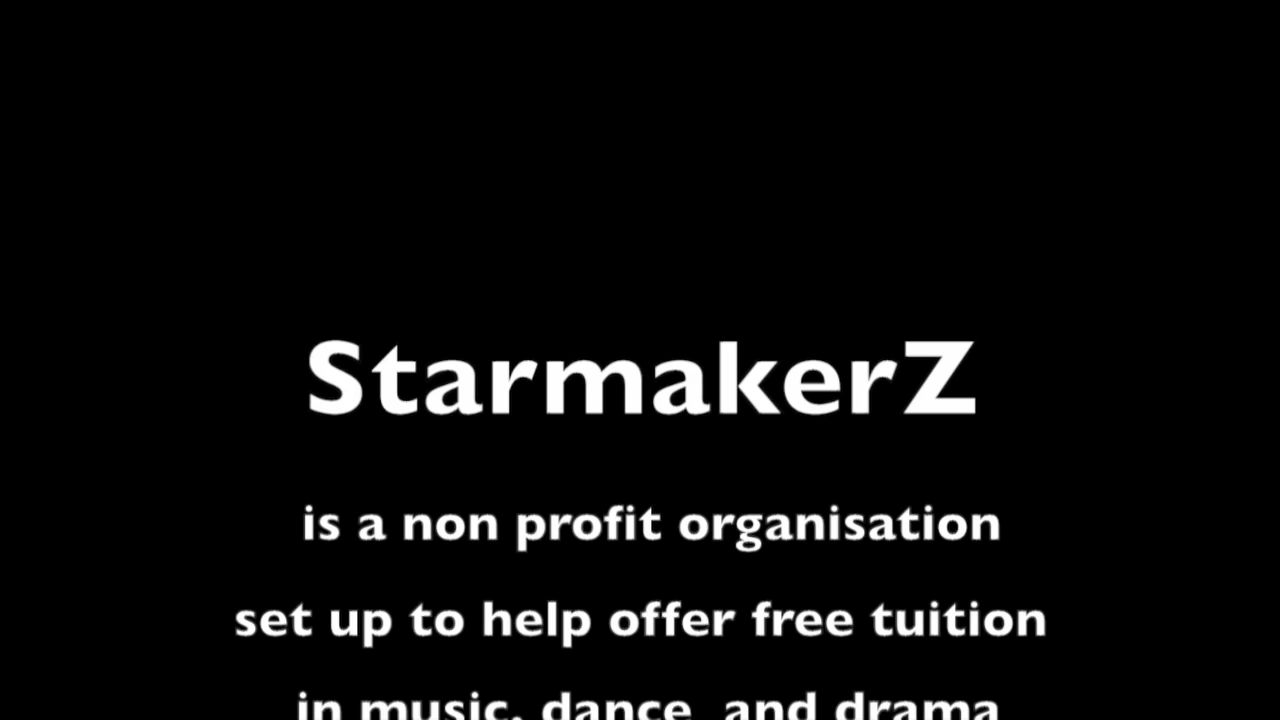 StarmakerZ
is a non profit organisation
set up to help offer free tuition
in music, dance  and drama